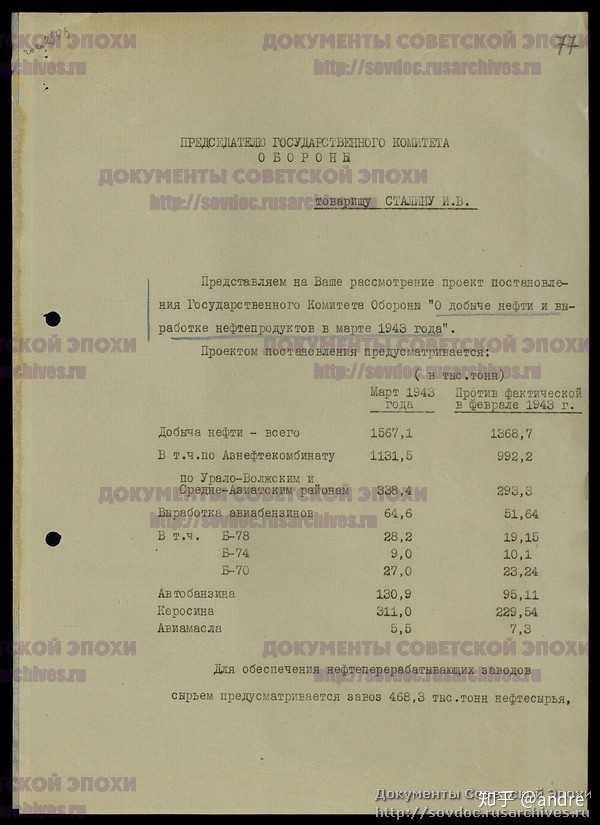 77
ДОКУМЕНТЫ СОВЕТСКОЙ ЭПОХИ
http://sovdoc.rusarchives.ru
ПРЕДСЕДАТЕЛЮ ГОСУДАРСТВЕННОГО КОМИТЕТА
ОБОРОНЫ
товарищу СТАЛИНУ И.В.
Представляем на Ваше рассмотрение проект постановле-
ния Государственного Комитета Обороны "О добыче нефти и вы-
работке нефтепродуктов в марте 1943 года".
Проектом постановления предусматривается:
( в тыс.тонн)
Март 1943 года Против фактической в феврале 1943 г.
Добыча нефти - всего 1567,1 1368,7
В т.ч.по Азнефтекомбинату 1131,5 992,2
по Урало-Волжским и
Средне-Азиатским районам 338,4 293,3
Выработка авиабензинов 64,6 51,64
В т.ч. Б-78 28,2 19,15
Б-74 9,0 10,1
Б-70 27,0 23,24
Автобанзина 130,9 95,11
Керосина 311,0 229,54
Авиамасла 5,5 7,3
Для обеспечения нефтеперерабатывающих заводов
сырьем предусматривается завоз 468,3 тыс.тонн нефтесырья,
Документы Советской Эпохи
http://sovdoc.rusarchives.ru
知乎 @andre